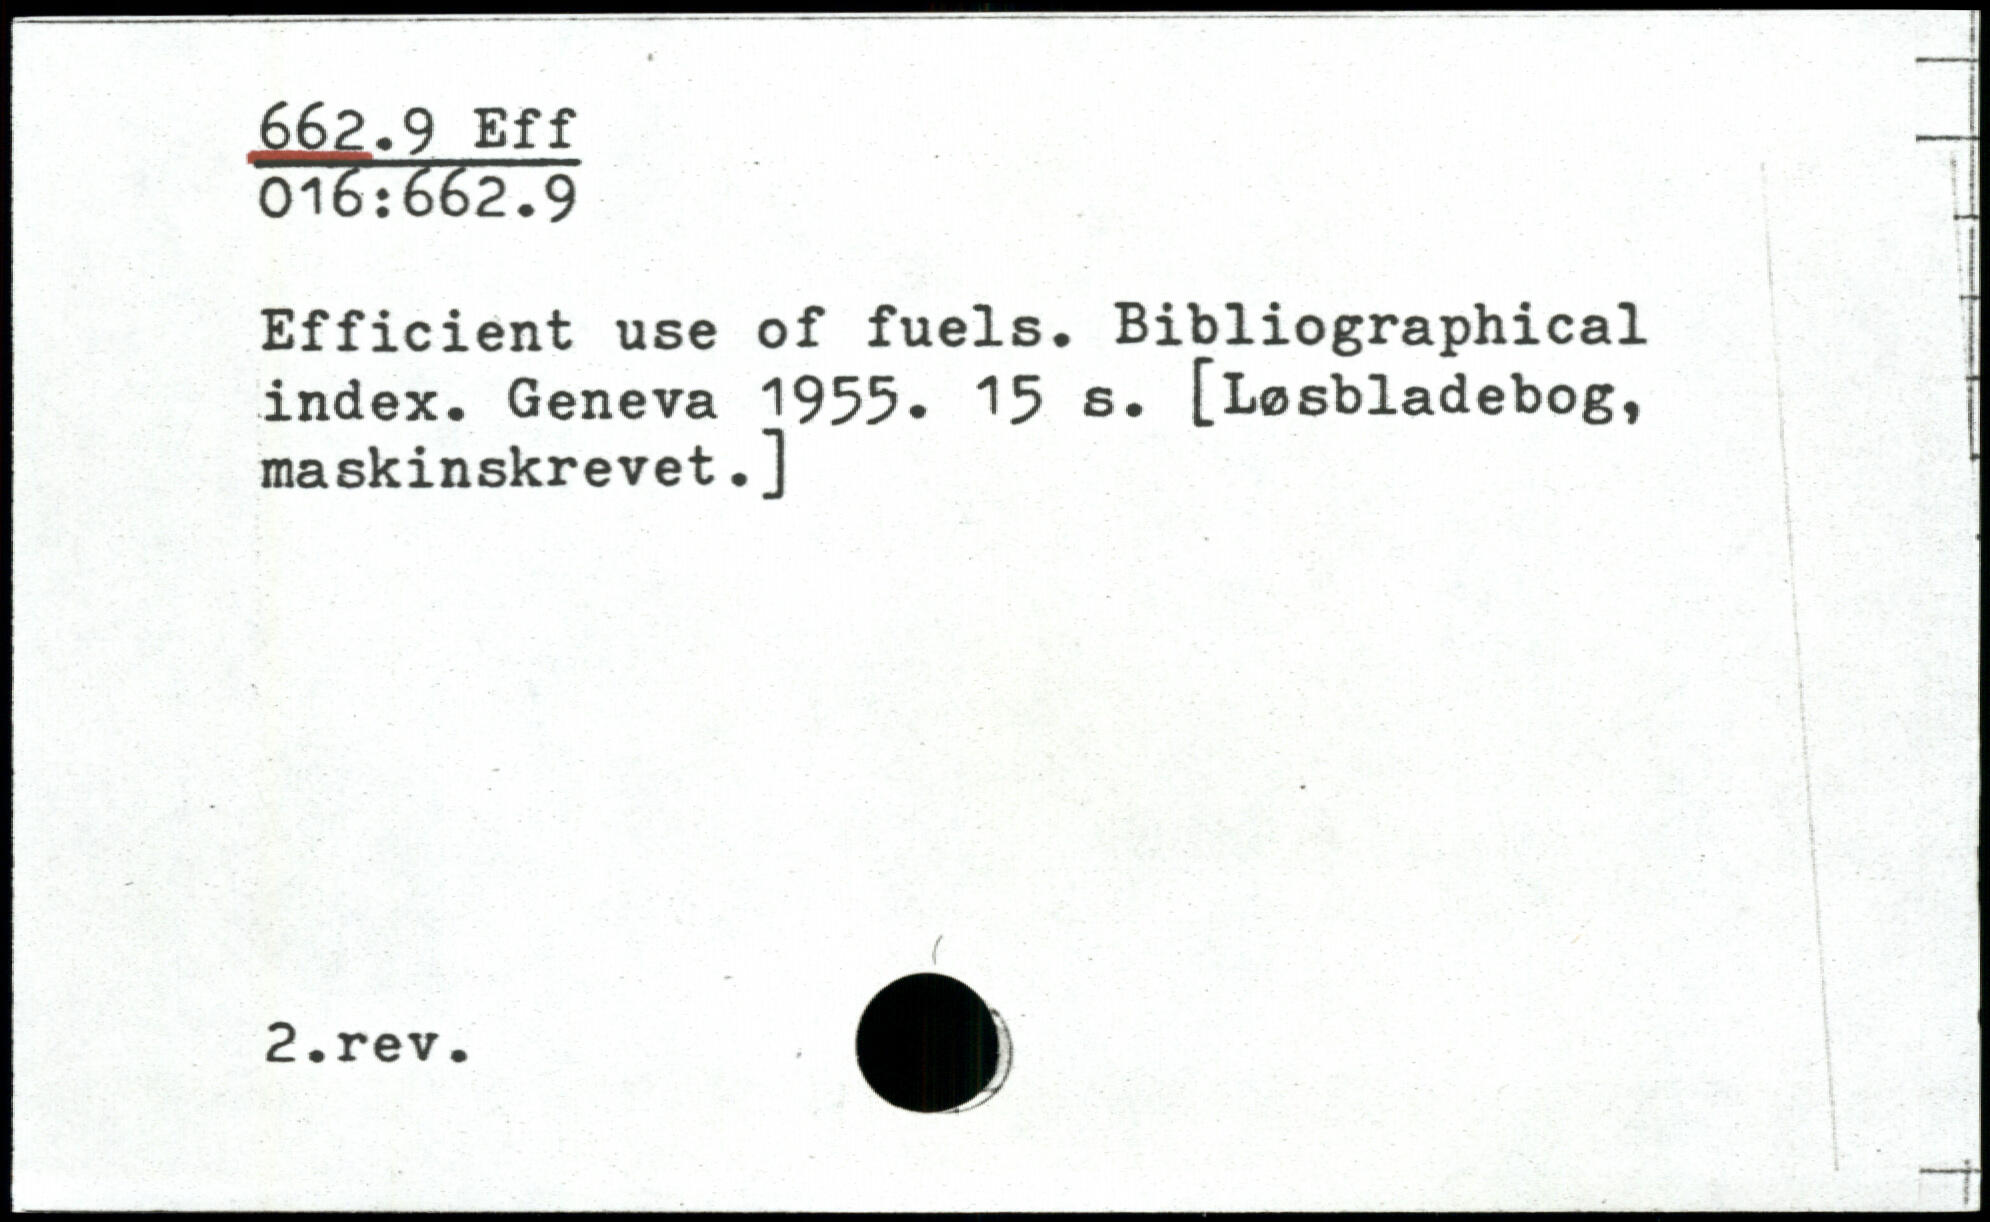 662.9 Eff
016:662.9
Efficient use of fuels. Bibliographical
index. Geneva 1955. 15 s. [Løsbladebog,
maskinskrevet.]
2.rev.